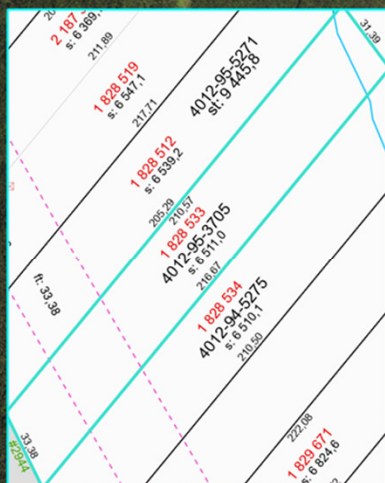 2 187
s: 6 369,
211,89
31,39
1 828 519
s: 6 547,1
217,71
4012-95-5271
st: 9 445,8
1 828 512
s: 6 539,2
205,29
210,57
1 828 533
4012-95-3705
s: 6 511,0
216,67
ft: 33,38
1 828 534
4012-94-5275
s: 6 510,1
210,50
222,08
1 829 671
s: 6 824,6
33,38
#2944